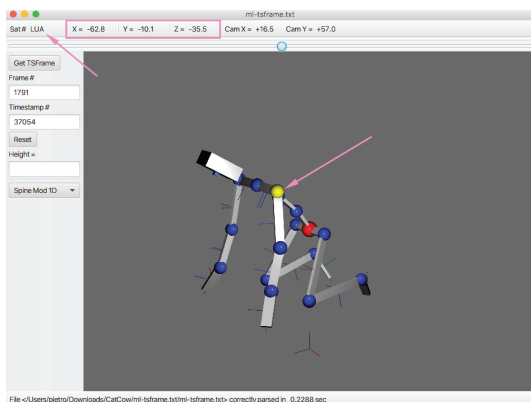 ml-tsframe.txt
Sat# LUA X = -62.8 Y = -10.1 Z = -35.5 Cam X = +16.5 Cam Y = +57.0
Get TSFrame
Frame #
1791
Timestamp #
37054
Reset
Height =
Spine Mod 1D
File </Users/pietro/Downloads/CatCow/ml-tsframe.txt/ml-tsframe.txt> correctly parsed in 0.2288 sec